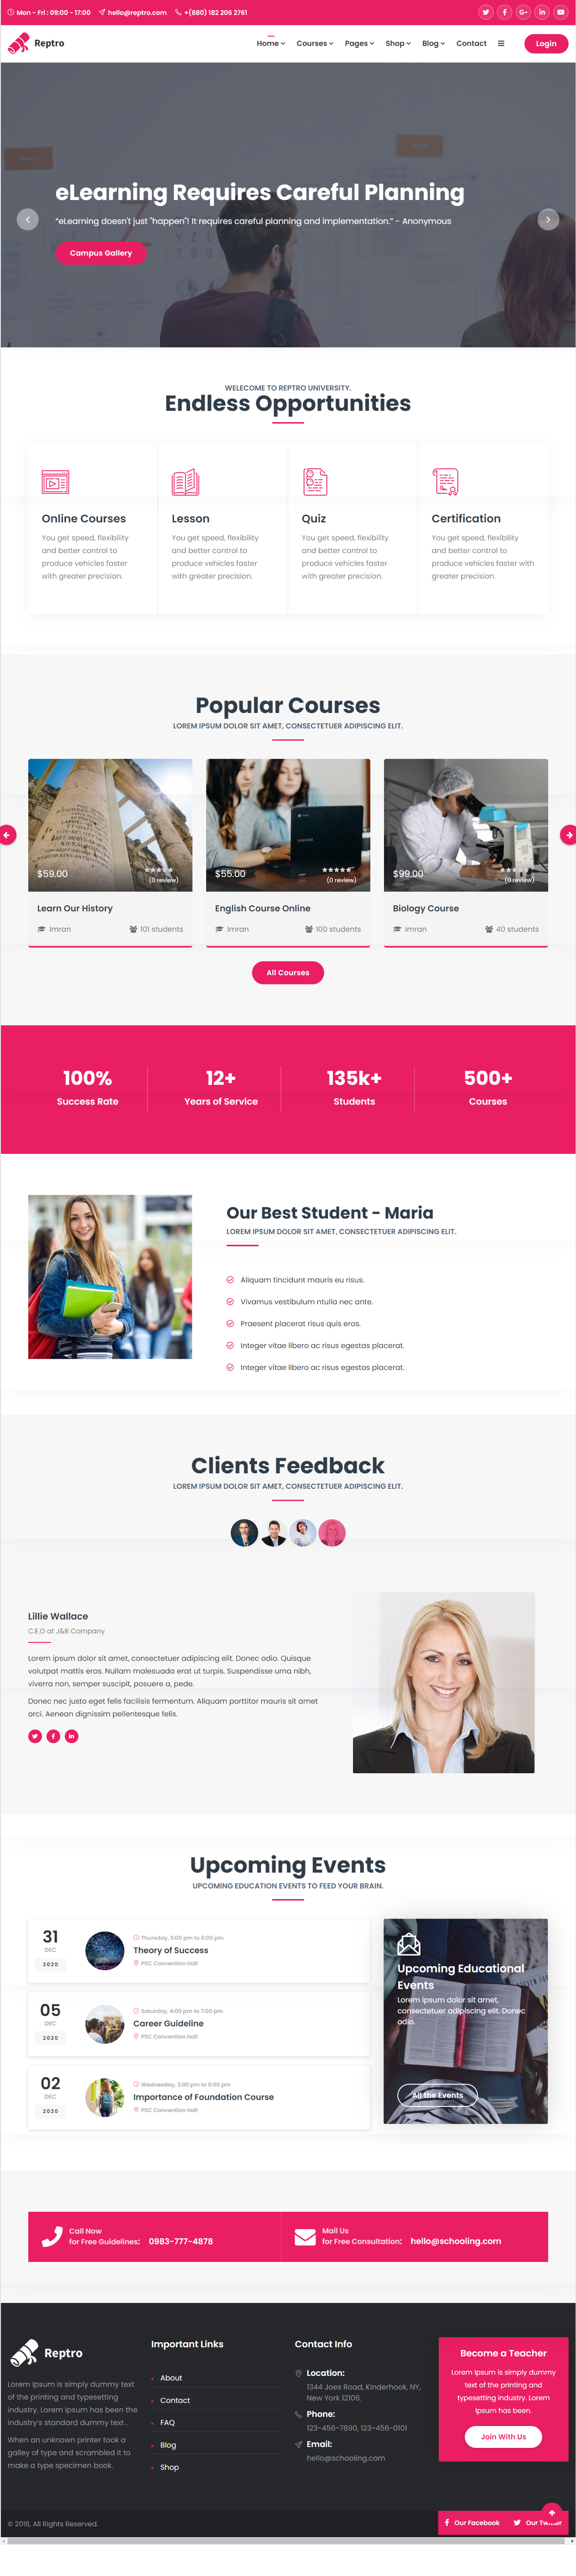 Mon - Fri : 09:00 - 17:00 hello@reptro.com +(880) 182 206 2761
Reptro
Home Courses Pages Shop Blog Contact Login
eLearning Requires Careful Planning
"eLearning doesn't just "happen"! It requires careful planning and implementation." - Anonymous
Campus Gallery
WELECOME TO REPTRO UNIVERSITY.
Endless Opportunities
Online Courses
You get speed, flexibility
and better control to
produce vehicles faster
with greater precision.
Lesson
You get speed, flexibility
and better control to
produce vehicles faster
with greater precision.
Quiz
You get speed, flexibility
and better control to
produce vehicles faster
with greater precision.
Certification
You get speed, flexibility
and better control to
produce vehicles faster with
greater precision.
Popular Courses
LOREM IPSUM DOLOR SIT AMET, CONSECTETUER ADIPISCING ELIT.
$59.00
(0 review)
Learn Our History
Imran 101 students
$55.00
(0 review)
English Course Online
Imran 100 students
$99.00
(0 review)
Biology Course
Imran 40 students
All Courses
100%
Success Rate
12+
Years of Service
135k+
Students
500+
Courses
Our Best Student - Maria
LOREM IPSUM DOLOR SIT AMET, CONSECTETUER ADIPISCING ELIT.
Aliquam tincidunt mauris eu risus.
Vivamus vestibulum ntulla nec ante.
Praesent placerat risus quis eros.
Integer vitae libero ac risus egestas placerat.
Integer vitae libero ac risus egestas placerat.
Clients Feedback
LOREM IPSUM DOLOR SIT AMET, CONSECTETUER ADIPISCING ELIT.
Lillie Wallace
C.E.O at J&B Company
Lorem ipsum dolor sit amet, consectetuer adipiscing elit. Donec odio. Quisque
volutpat mattis eros. Nullam malesuada erat ut turpis. Suspendisse urna nibh,
viverra non, semper suscipit, posuere a, pede.
Donec nec justo eget felis facilisis fermentum. Aliquam porttitor mauris sit amet
orci. Aenean dignissim pellentesque felis.
Upcoming Events
UPCOMING EDUCATION EVENTS TO FEED YOUR BRAIN.
31
DEC
2020
Thursday, 3:00 pm to 6:00 pm
Theory of Success
PSC Convention Hall
05
DEC
2020
Saturday, 4:00 pm to 7:00 pm
Career Guideline
PSC Convention Hall
02
DEC
2020
Wednesday, 3:00 pm to 6:00 pm
Importance of Foundation Course
PSC Convention Hall
Upcoming Educational
Events
Lorem ipsum dolor sit amet,
consectetuer adipiscing elit. Donec
odio.
All the Events
Call Now
for Free Guidelines: 0983-777-4878
Mail Us
for Free Consultation: hello@schooling.com
Reptro
Lorem Ipsum is simply dummy text
of the printing and typesetting
industry. Lorem Ipsum has been the
industry's standard dummy text .
When an unknown printer took a
galley of type and scrambled it to
make a type specimen book.
Important Links
About
Contact
FAQ
Blog
Shop
Contact Info
Location:
1344 Joes Road, Kinderhook, NY,
New York 12106.
Phone:
123-456-7890, 123-456-0101
Email:
hello@schooling.com
Become a Teacher
Lorem Ipsum is simply dummy
text of the printing and
typesetting industry. Lorem
Ipsum has been.
Join With Us
© 2018, All Rights Reserved.
Our Facebook Our Twitter